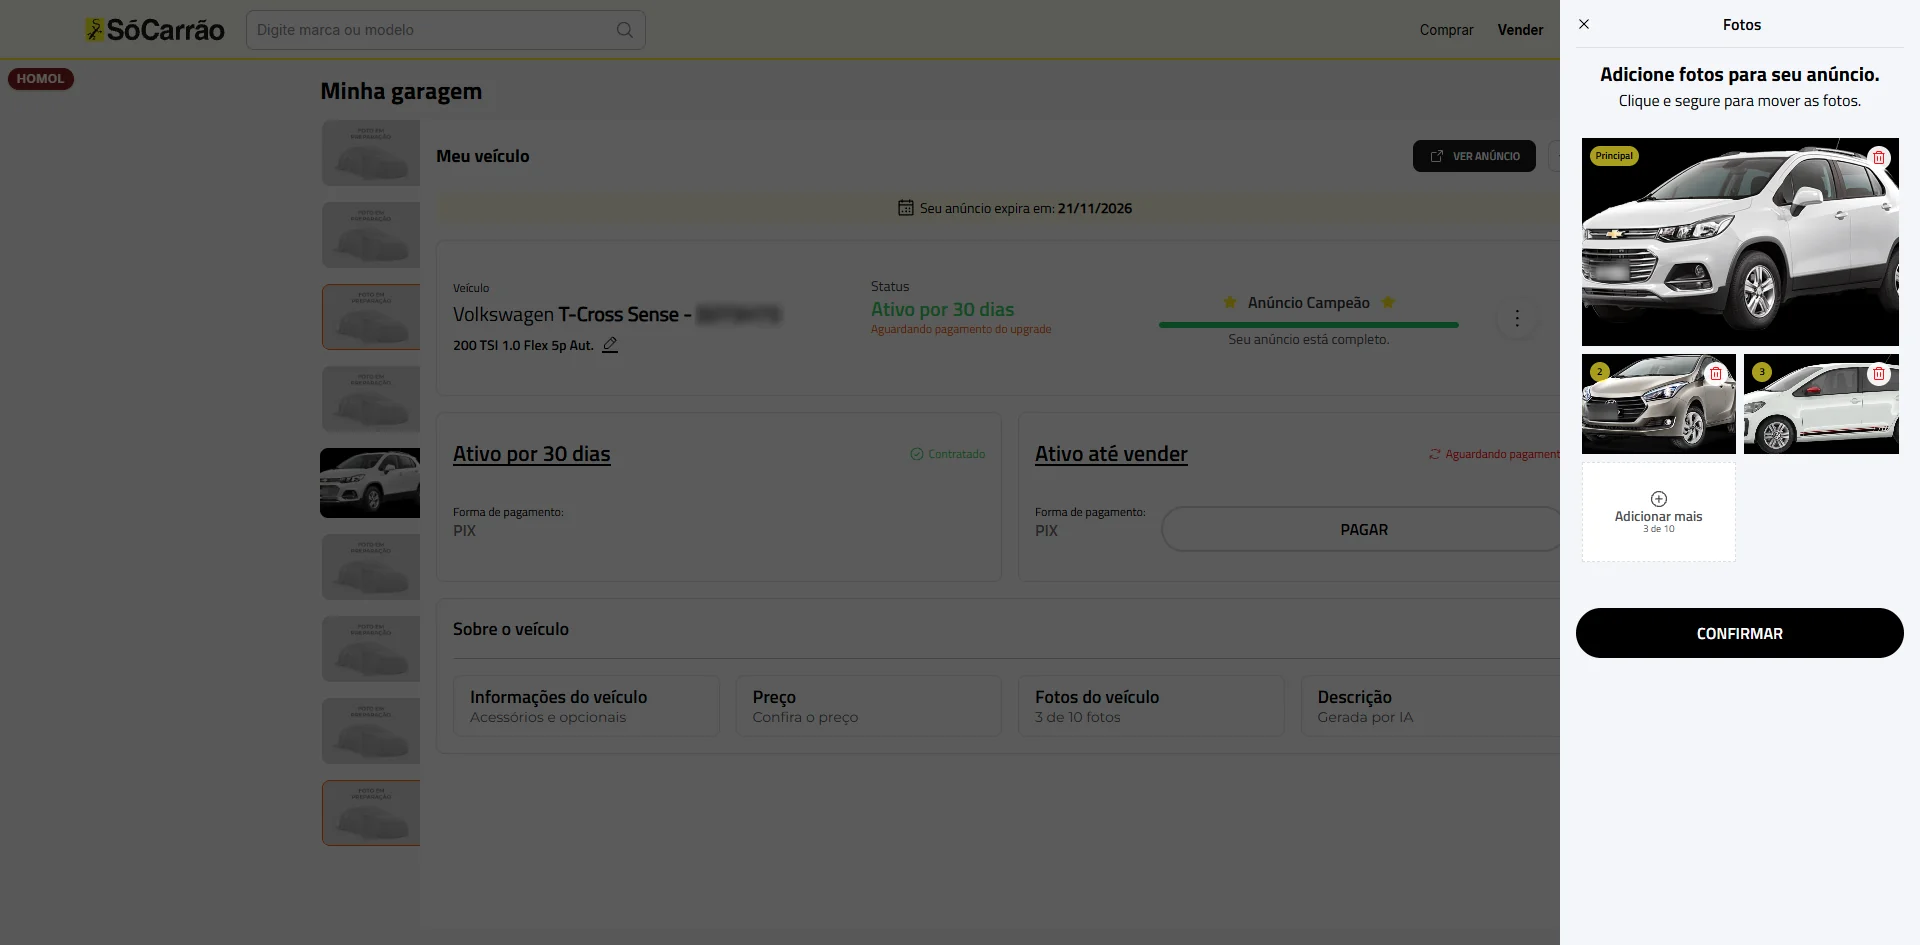 SóCarrão
Digite marca ou modelo
Comprar
Vender
HOMOL
Minha garagem
Meu veículo
VER ANÚNCIO
Seu anúncio expira em: 21/11/2026
Veículo
Volkswagen T-Cross Sense -
200 TSI 1.0 Flex 5p Aut.
Status
Ativo por 30 dias
Aguardando pagamento do upgrade
Anúncio Campeão
Seu anúncio está completo.
Ativo por 30 dias
Contratado
Forma de pagamento:
PIX
Ativo até vender
Aguardando pagament
Forma de pagamento:
PIX
PAGAR
Sobre o veículo
Informações do veículo
Acessórios e opcionais
Preço
Confira o preço
Fotos do veículo
3 de 10 fotos
Descrição
Gerada por IA
Fotos
Adicione fotos para seu anúncio.
Clique e segure para mover as fotos.
Principal
2
3
Adicionar mais
3 de 10
CONFIRMAR